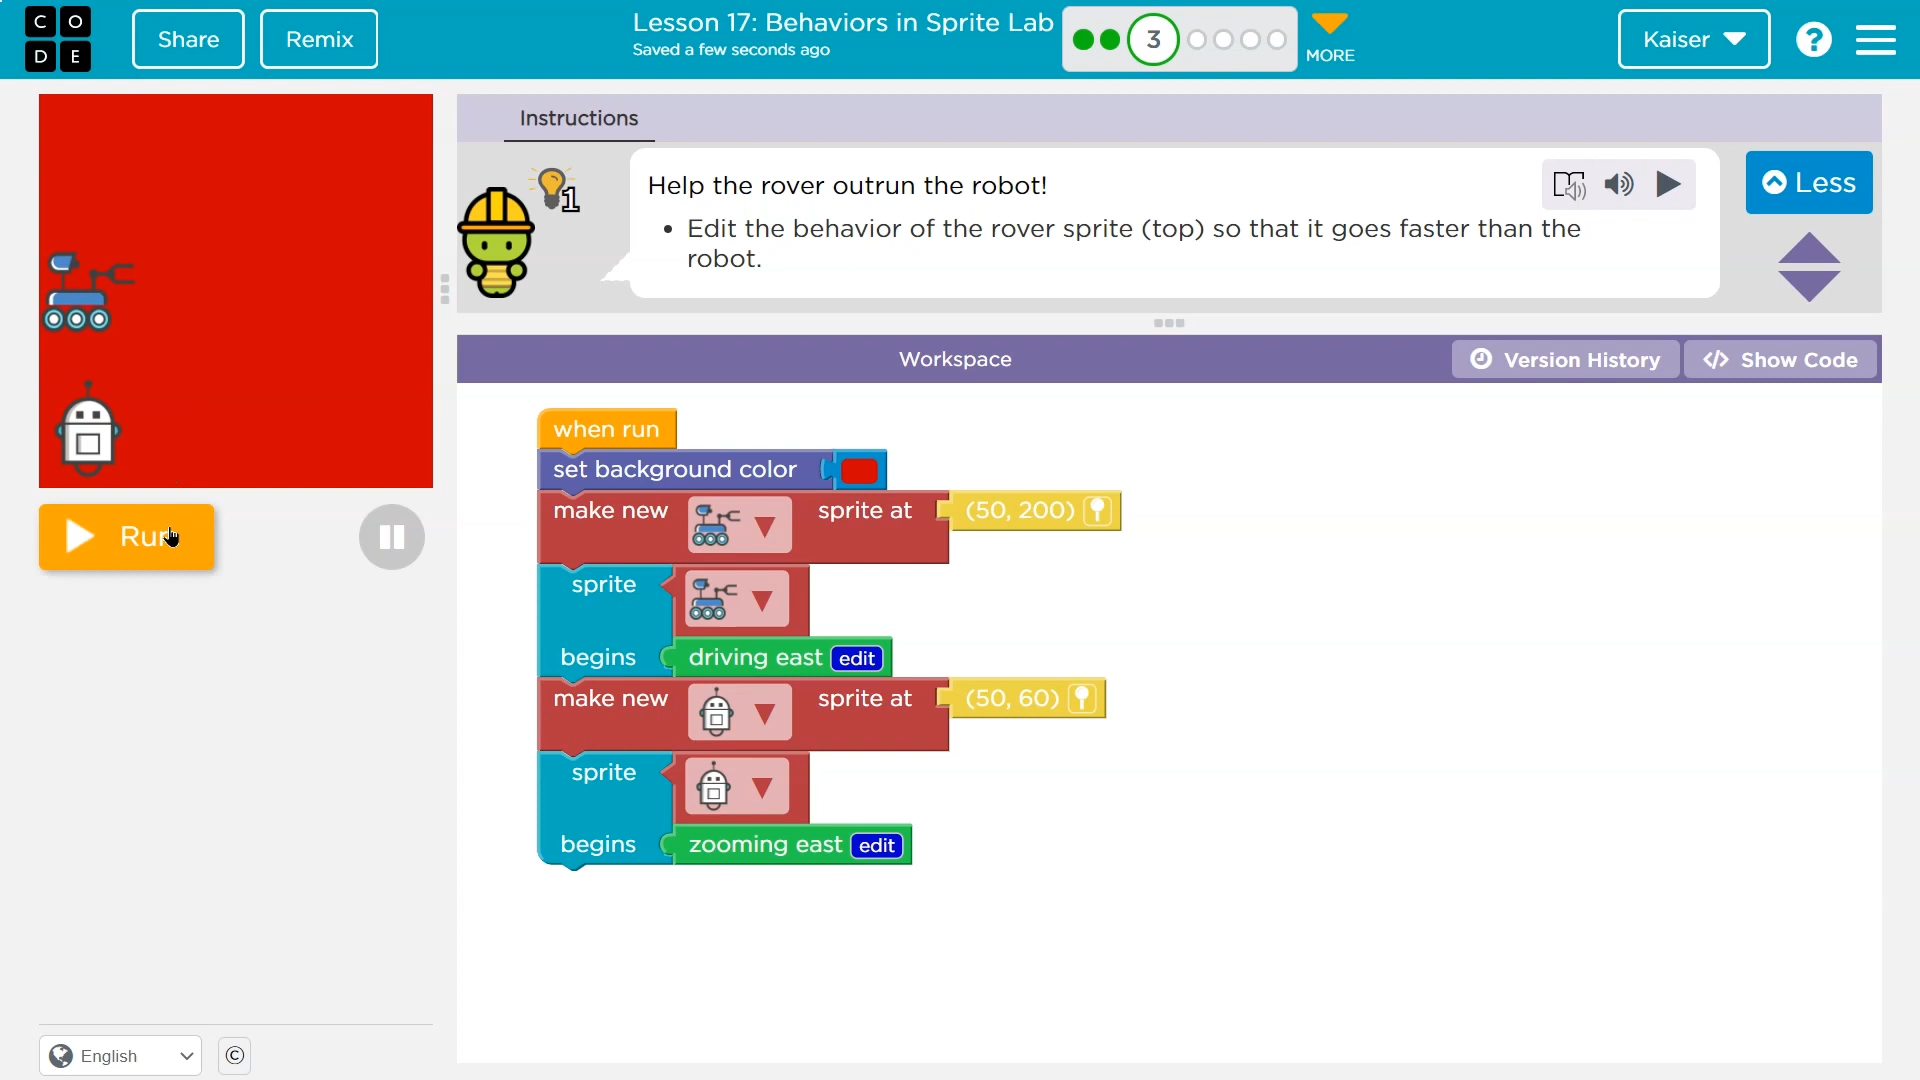 C O
D E
Share
Remix
Lesson 17: Behaviors in Sprite Lab
Saved a few seconds ago
3
MORE
Kaiser
?
Instructions
1
Help the rover outrun the robot!
Edit the behavior of the rover sprite (top) so that it goes faster than the
robot.
Less
Workspace
Version History
</> Show Code
Run
when run
set background color
make new sprite at (50, 200)
sprite
begins driving east edit
make new sprite at (50, 60)
sprite
begins zooming east edit
English
©